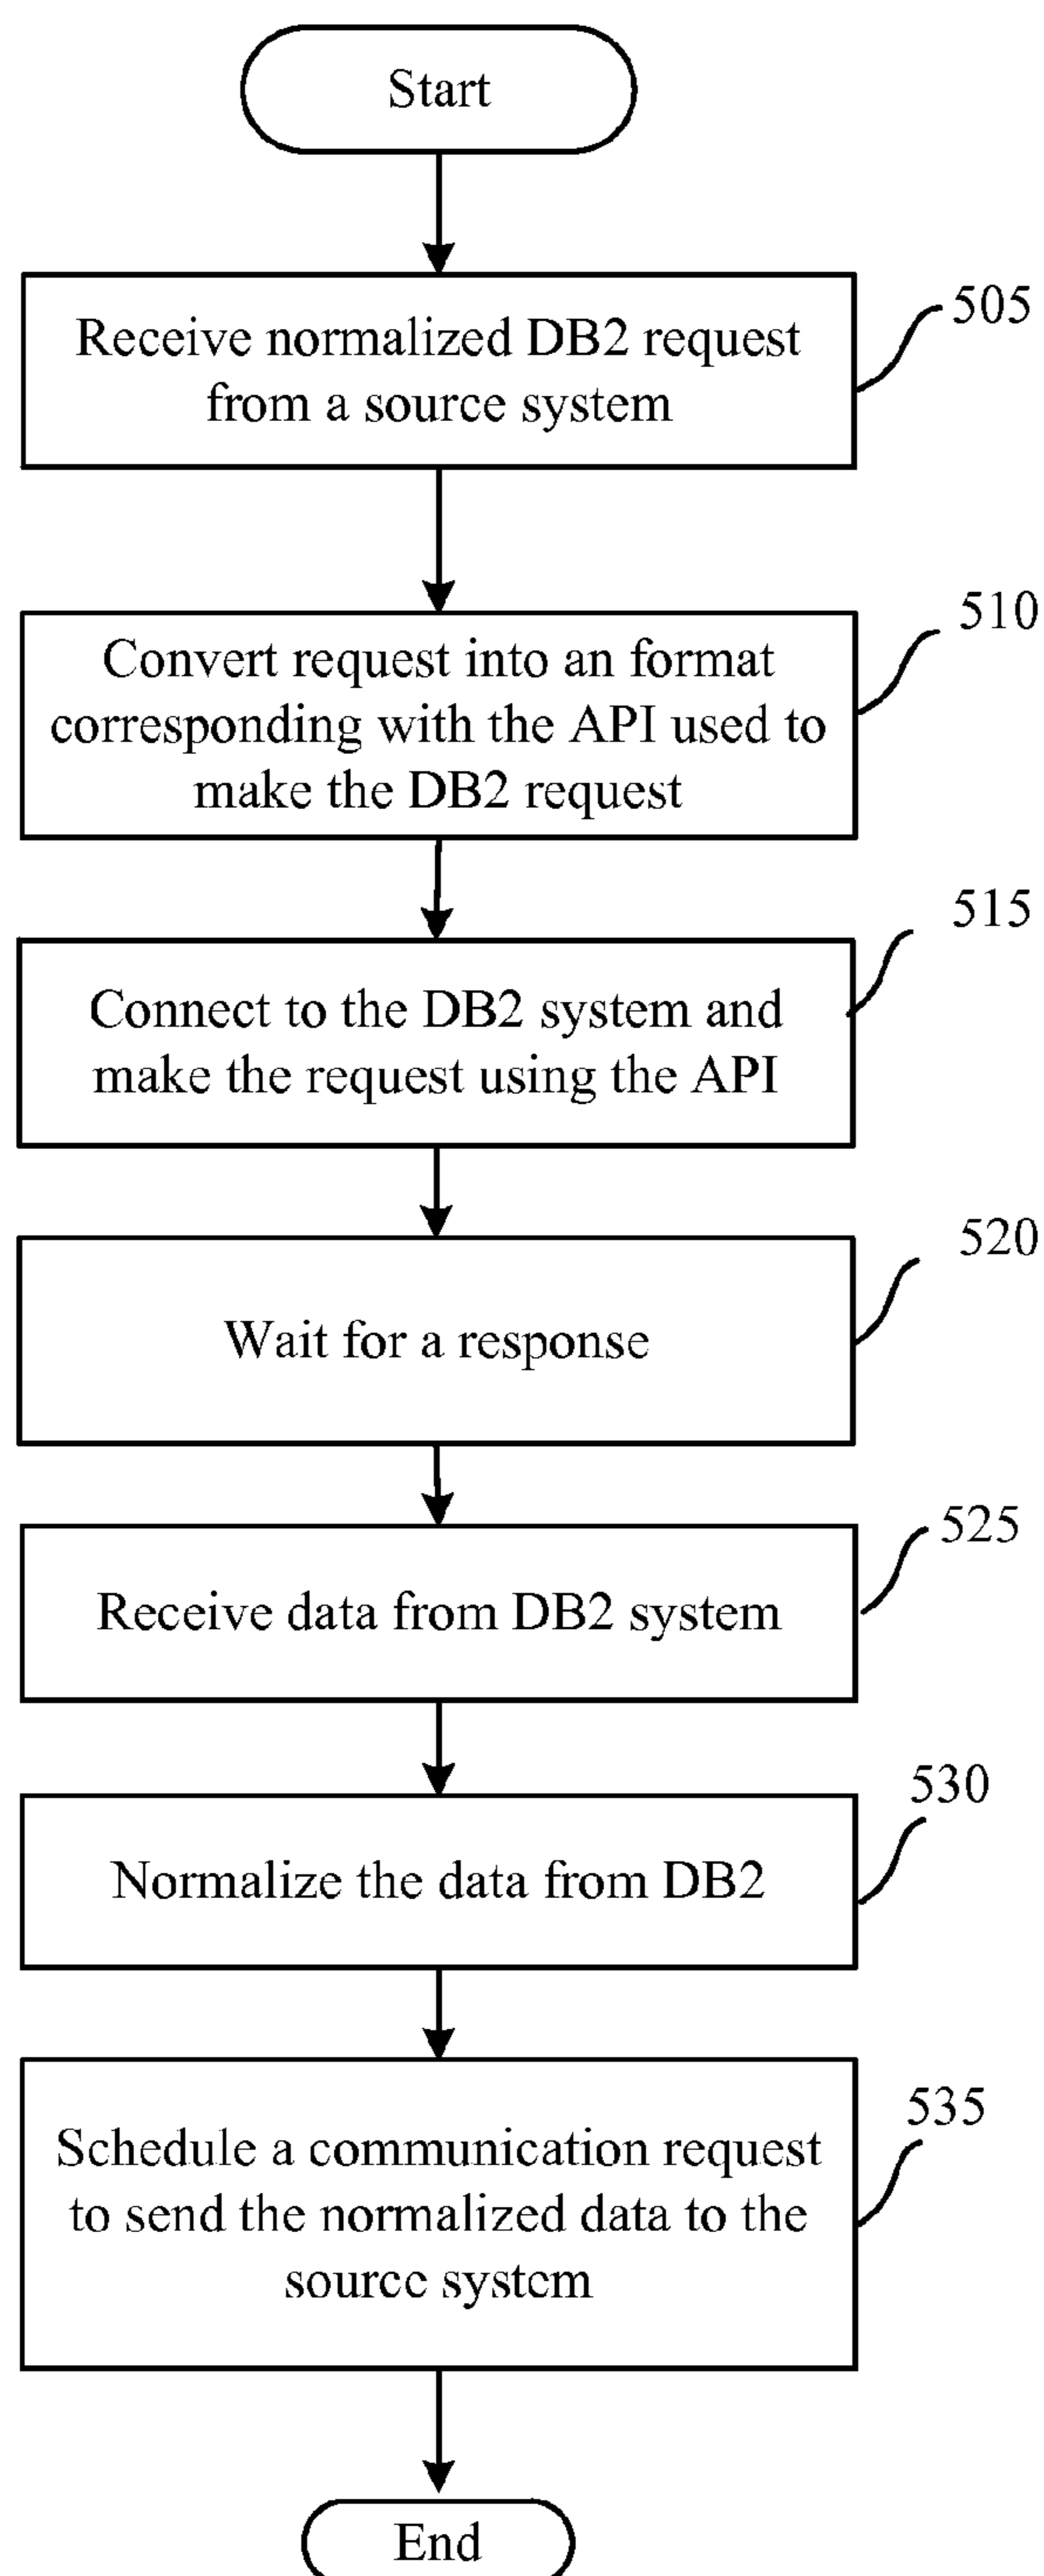 Start
505
Receive normalized DB2 request
from a source system
510
Convert request into an format
corresponding with the API used to
make the DB2 request
515
Connect to the DB2 system and
make the request using the API
520
Wait for a response
525
Receive data from DB2 system
530
Normalize the data from DB2
535
Schedule a communication request
to send the normalized data to the
source system
End